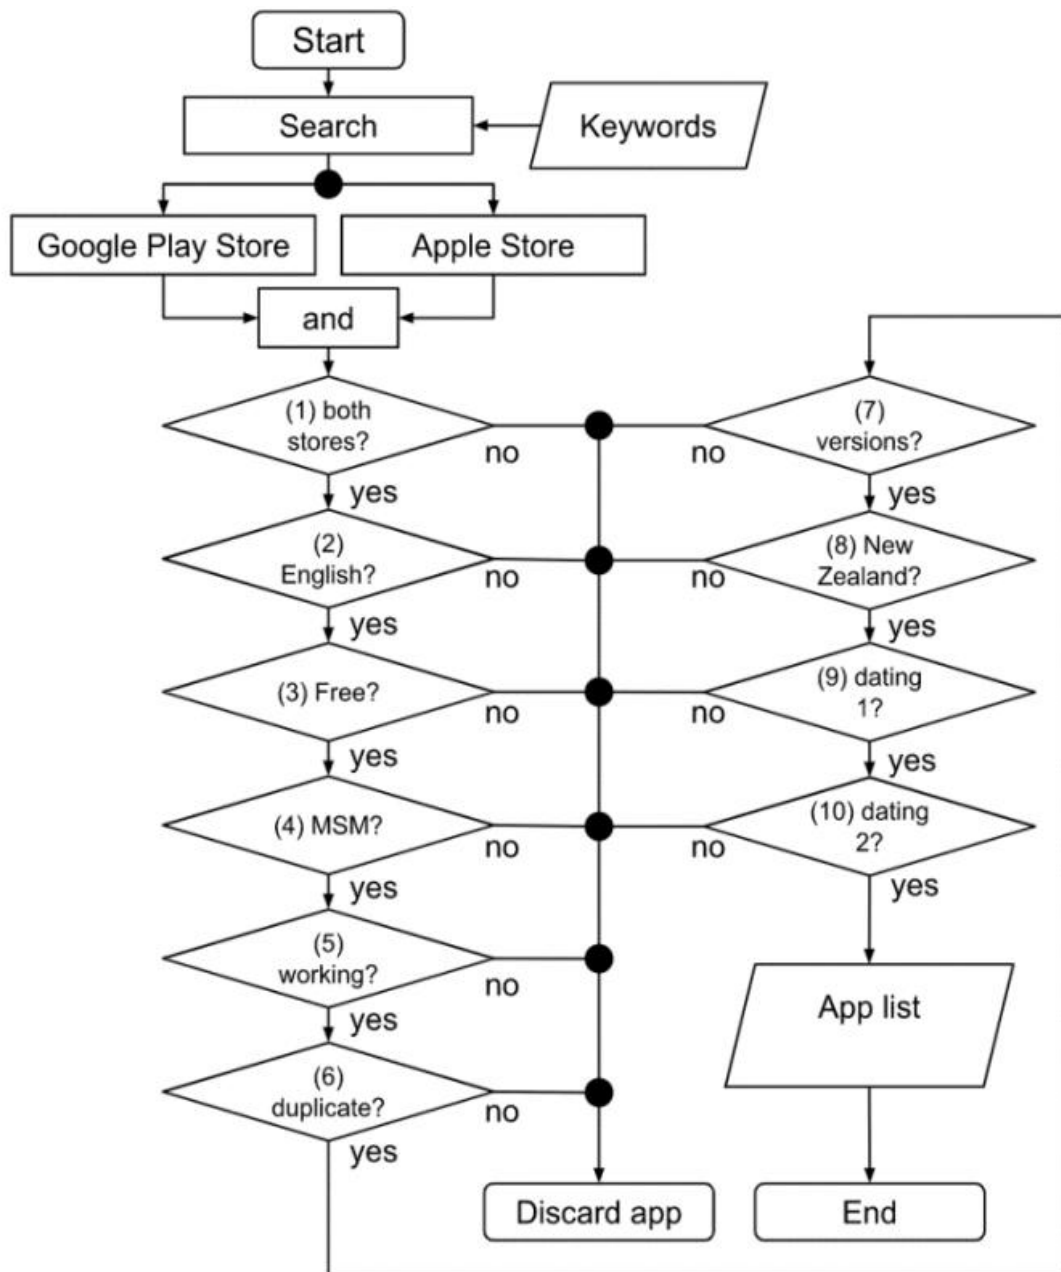 Start
Search
Keywords
Google Play Store
Apple Store
and
(1) both
stores?
no
yes
(2)
English?
no
yes
(3) Free?
no
yes
(4) MSM?
no
yes
(5)
working?
no
yes
(6)
duplicate?
no
yes
(7)
versions?
no
yes
(8) New
Zealand?
no
yes
(9) dating
1?
no
yes
(10) dating
2?
no
yes
App list
Discard app
End